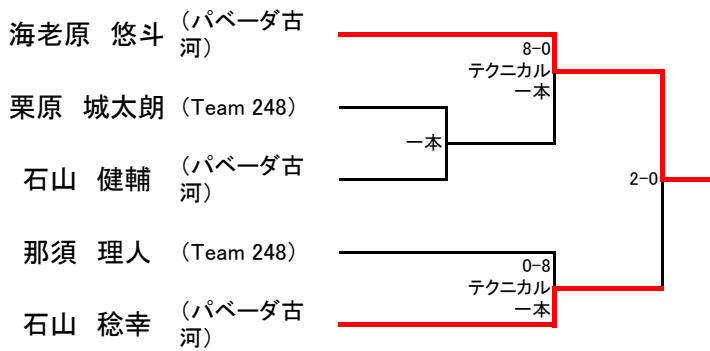 海老原　悠斗
（パベーダ古
河）
8-0
テクニカル
一本
栗原　城太朗
（Team 248）
一本
石山　健輔
（パベーダ古
河）
2-0
那須　理人
（Team 248）
0-8
テクニカル
一本
石山　稔幸
（パベーダ古
河）